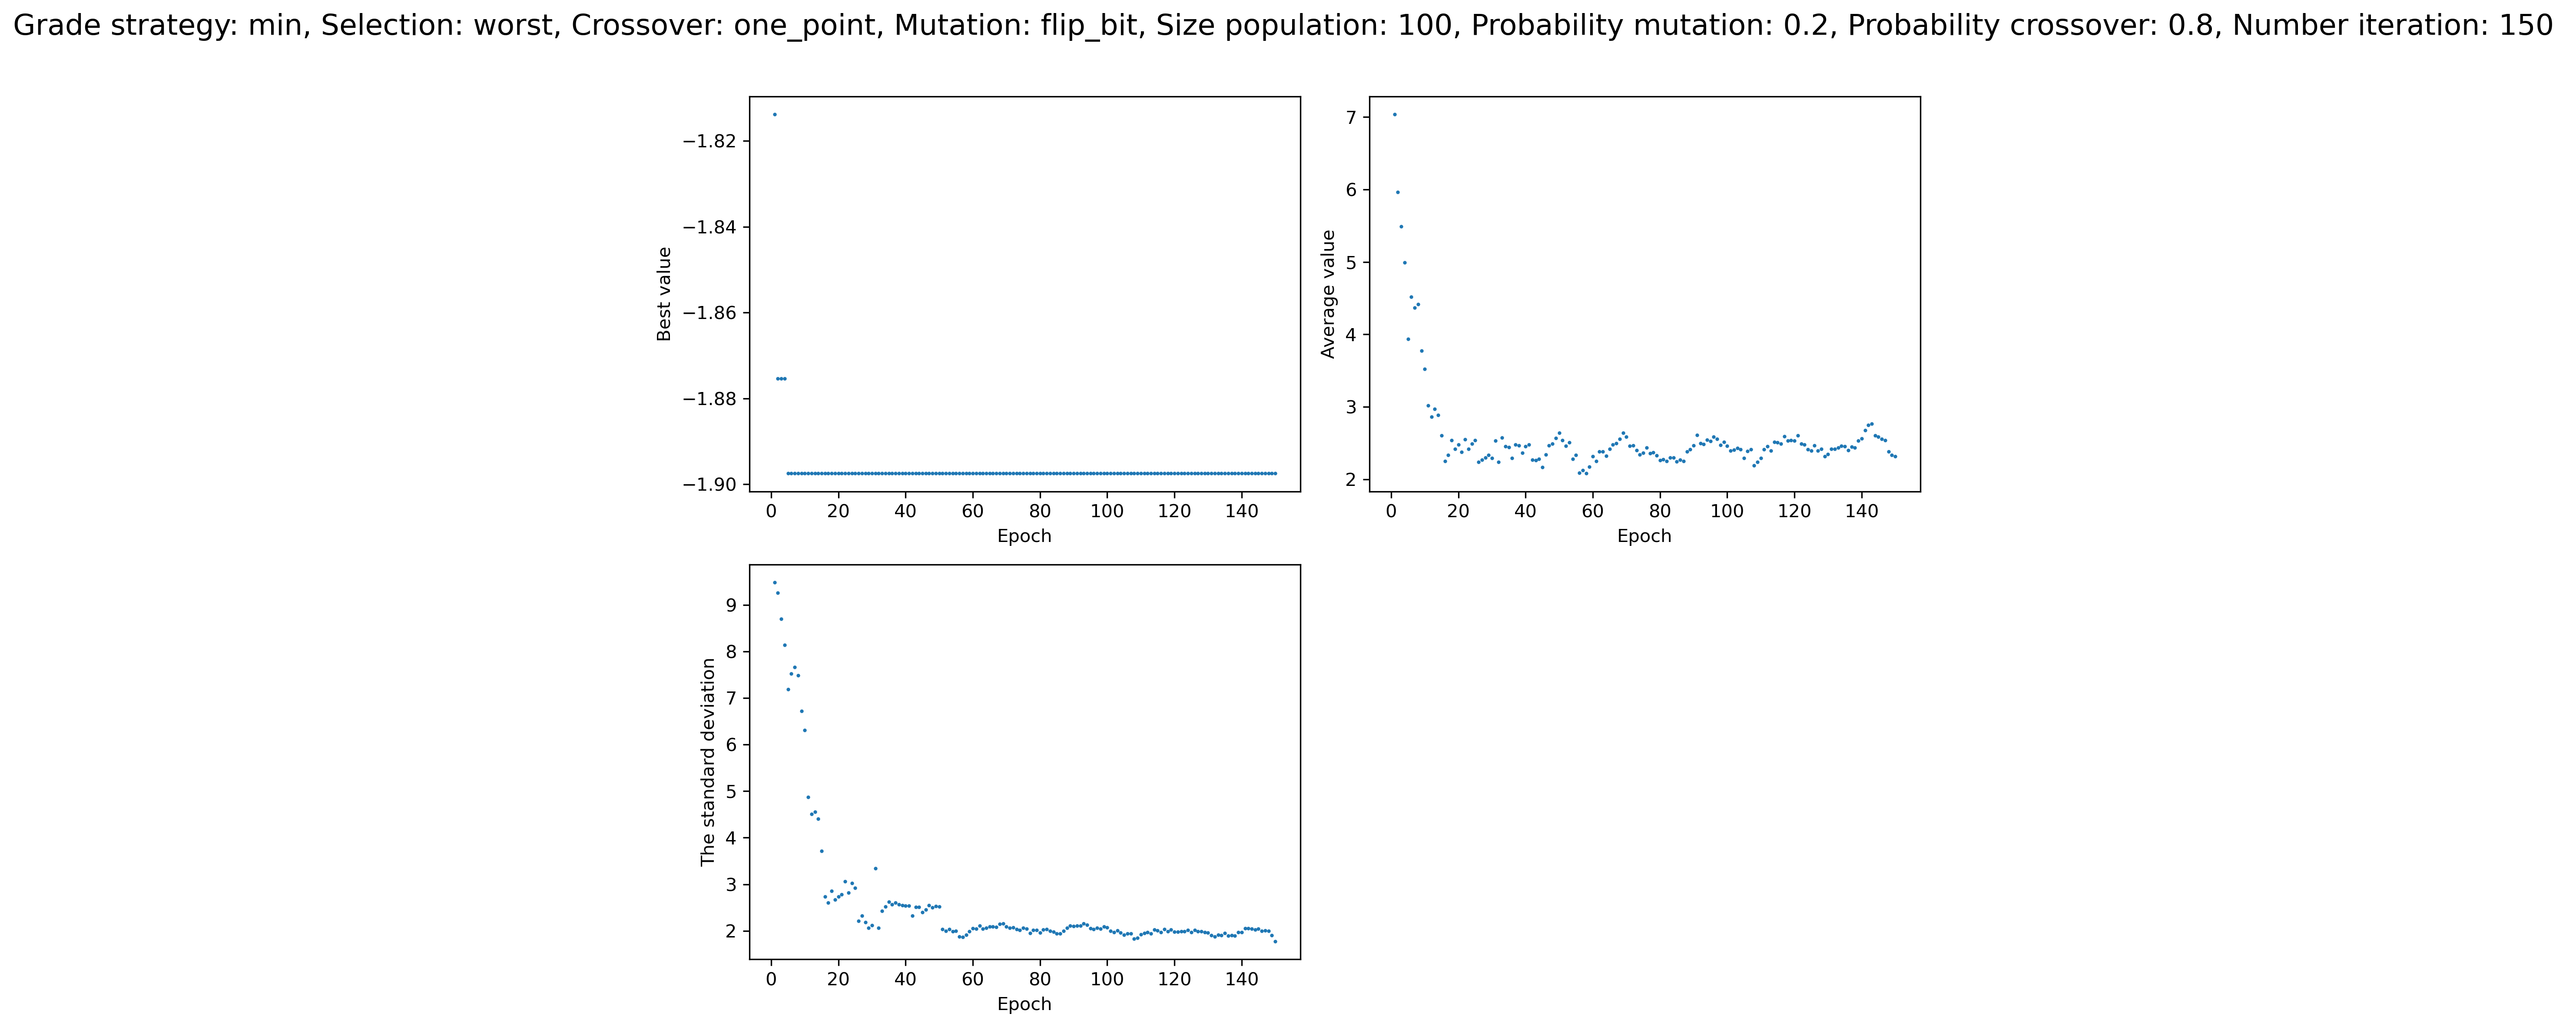 Grade strategy: min, Selection: worst, Crossover: one_point, Mutation: flip_bit, Size population: 100, Probability mutation: 0.2, Probability crossover: 0.8, Number iteration: 150
−1.82
−1.84
−1.86
−1.88
−1.90
Best value
0 20 40 60 80 100 120 140
Epoch
7
6
5
4
3
2
Average value
0 20 40 60 80 100 120 140
Epoch
9
8
7
6
5
4
3
2
The standard deviation
0 20 40 60 80 100 120 140
Epoch